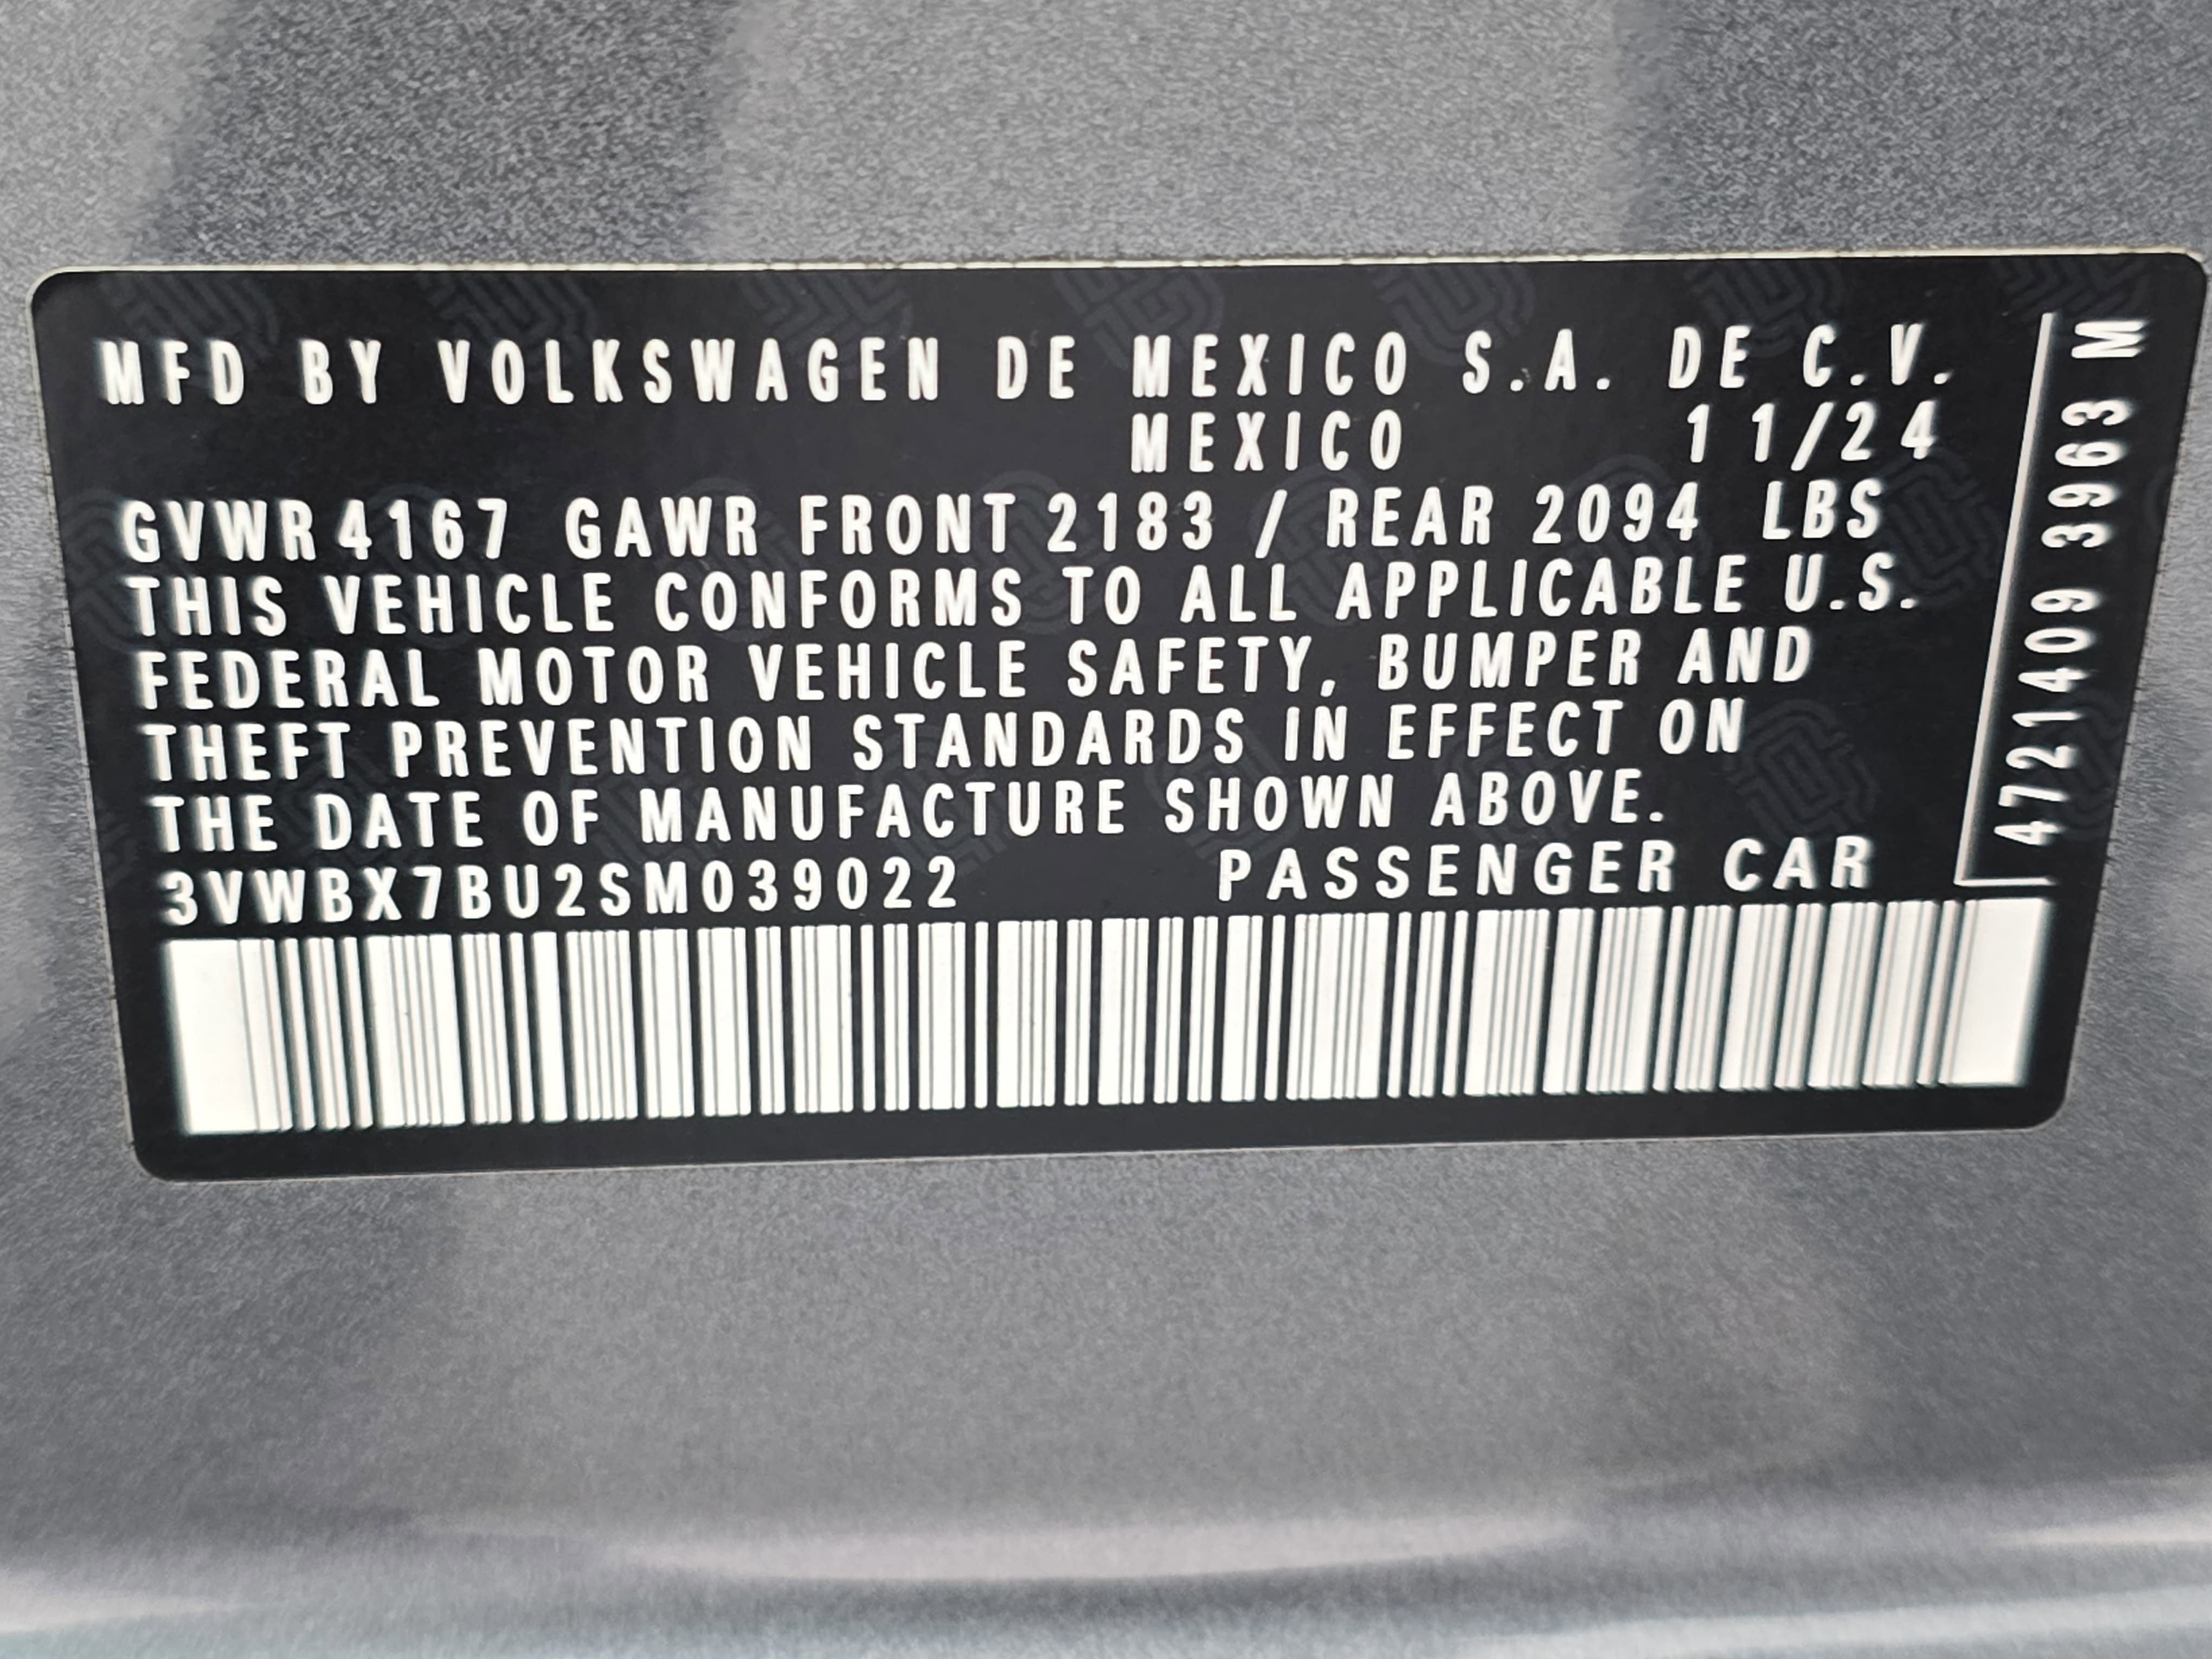 MFD BY VOLKSWAGEN DE MEXICO S.A. DE C.V.
MEXICO 11/24
GVWR 4167 GAWR FRONT 2183 / REAR 2094 LBS
THIS VEHICLE CONFORMS TO ALL APPLICABLE U.S.
FEDERAL MOTOR VEHICLE SAFETY, BUMPER AND
THEFT PREVENTION STANDARDS IN EFFECT ON
THE DATE OF MANUFACTURE SHOWN ABOVE.
3VWBX7BU2SM039022 PASSENGER CAR
4721409 3963 M